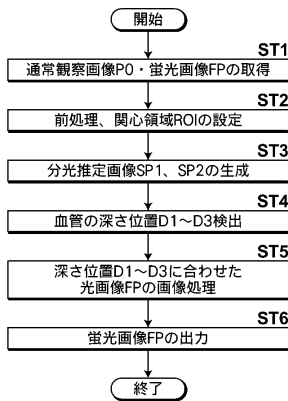 開始
ST1
通常観察画像P0・蛍光画像FPの取得
ST2
前処理、関心領域ROIの設定
ST3
分光推定画像SP1、SP2の生成
ST4
血管の深さ位置D1～D3検出
ST5
深さ位置D1～D3に合わせた
光画像FPの画像処理
ST6
蛍光画像FPの出力
終了